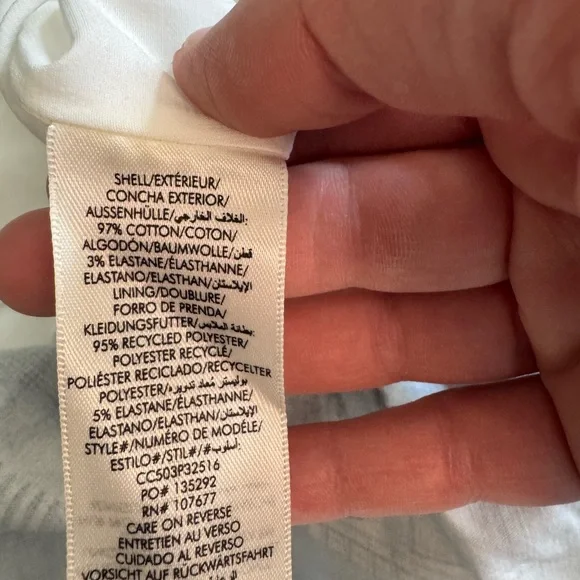 SHELL/EXTÉRIEUR/
CONCHA EXTERIOR/
AUSSENHÜLLE/الغلاف الخارجي:
97% COTTON/COTON/
ALGODÓN/BAUMWOLLE/قطن
3% ELASTANE/ÉLASTHANNE/
ELASTANO/ELASTHAN/الإيلاستان
LINING/DOUBLURE/
FORRO DE PRENDA/
KLEIDUNGSFUTTER/بطانة الملابس:
95% RECYCLED POLYESTER/
POLYESTER RECYCLÉ/
POLIÉSTER RECICLADO/RECYCELTER
POLYESTER/بوليستر مُعاد تدويره
5% ELASTANE/ÉLASTHANNE/
ELASTANO/ELASTHAN/الإيلاستان
STYLE#/NUMÉRO DE MODÈLE/
ESTILO#/STIL#/أسلوب#:
CC503P32516
PO# 135292
RN# 107677
CARE ON REVERSE
ENTRETIEN AU VERSO
CUIDADO AL REVERSO
VORSICHT AUF RÜCKWÄRTSFAHRT